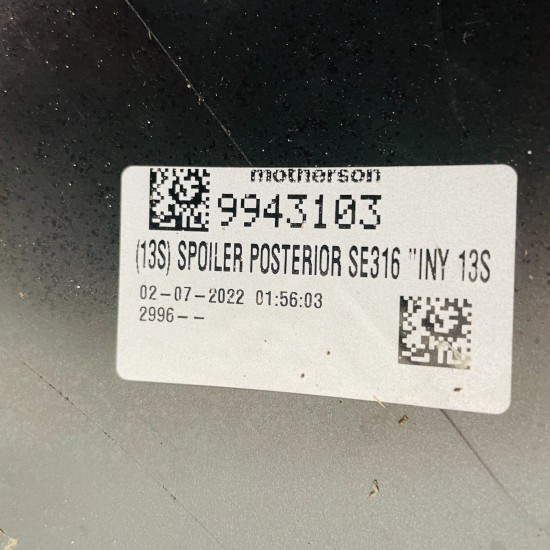 motherson
9943103
(13S) SPOILER POSTERIOR SE316 "INY 13S
02-07-2022 01:56:03
2996--